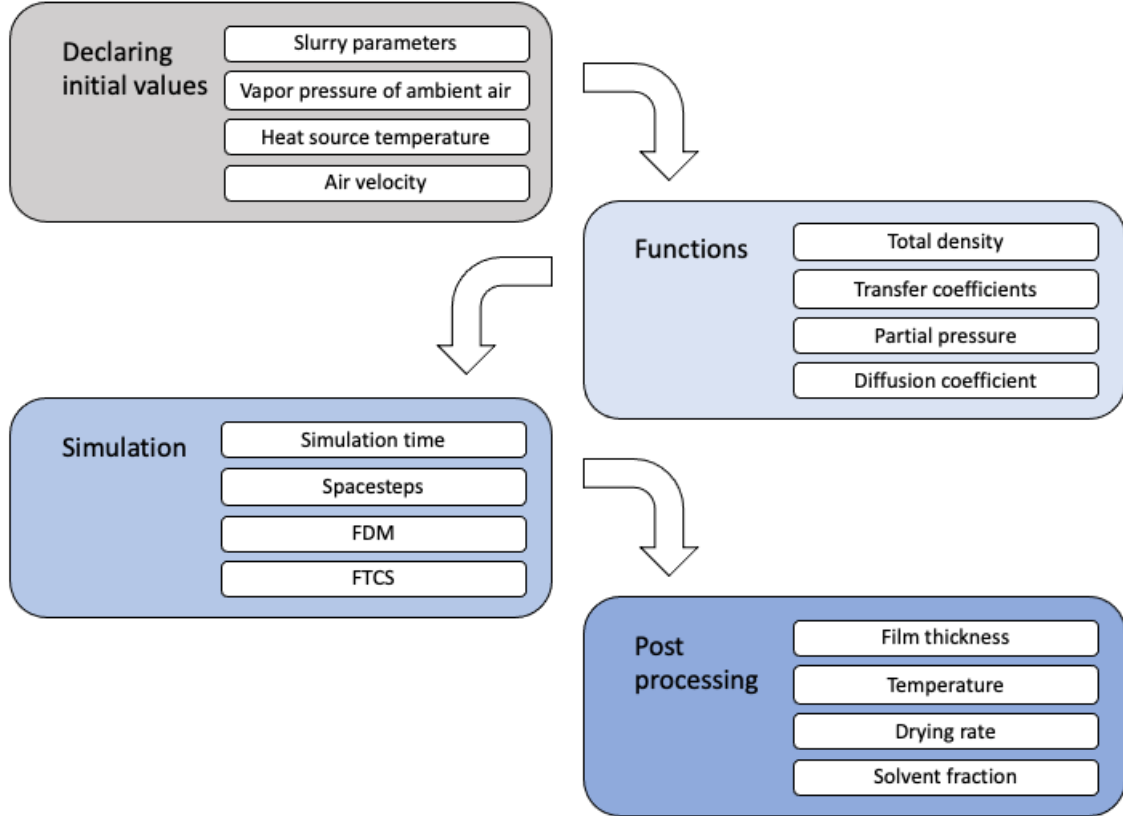 Declaring
initial values
Slurry parameters
Vapor pressure of ambient air
Heat source temperature
Air velocity
Functions
Total density
Transfer coefficients
Partial pressure
Diffusion coefficient
Simulation
Simulation time
Spacesteps
FDM
FTCS
Post
processing
Film thickness
Temperature
Drying rate
Solvent fraction